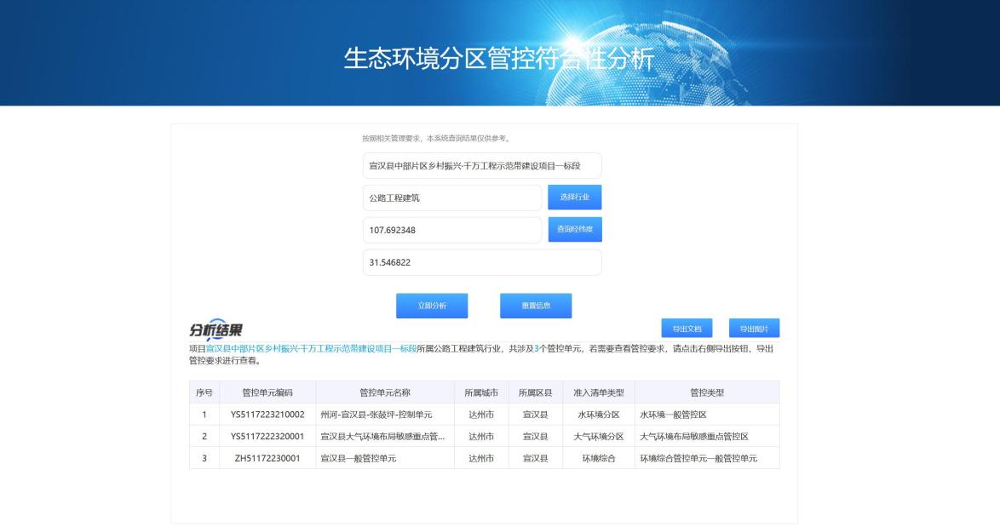 生态环境分区管控符合性分析
按照相关管理要求，本系统查询结果仅供参考。
宣汉县中部片区乡村振兴·千万工程示范带建设项目一标段
公路工程建筑 选择行业
107.692348 查询经纬度
31.546822
立即分析 重置信息
分析结果 导出文档 导出图片
项目宣汉县中部片区乡村振兴·千万工程示范带建设项目一标段所属公路工程建筑行业，共涉及3个管控单元，若需要查看管控要求，请点击右侧导出按钮，导出
管控要求进行查看。
序号 管控单元编码 管控单元名称 所属城市 所属区县 准入清单类型 管控类型
1 YS5117223210002 州河-宣汉县-张鼓坪-控制单元 达州市 宣汉县 水环境分区 水环境一般管控区
2 YS5117222320001 宣汉县大气环境布局敏感重点管... 达州市 宣汉县 大气环境分区 大气环境布局敏感重点管控区
3 ZH51172230001 宣汉县一般管控单元 达州市 宣汉县 环境综合 环境综合管控单元一般管控单元